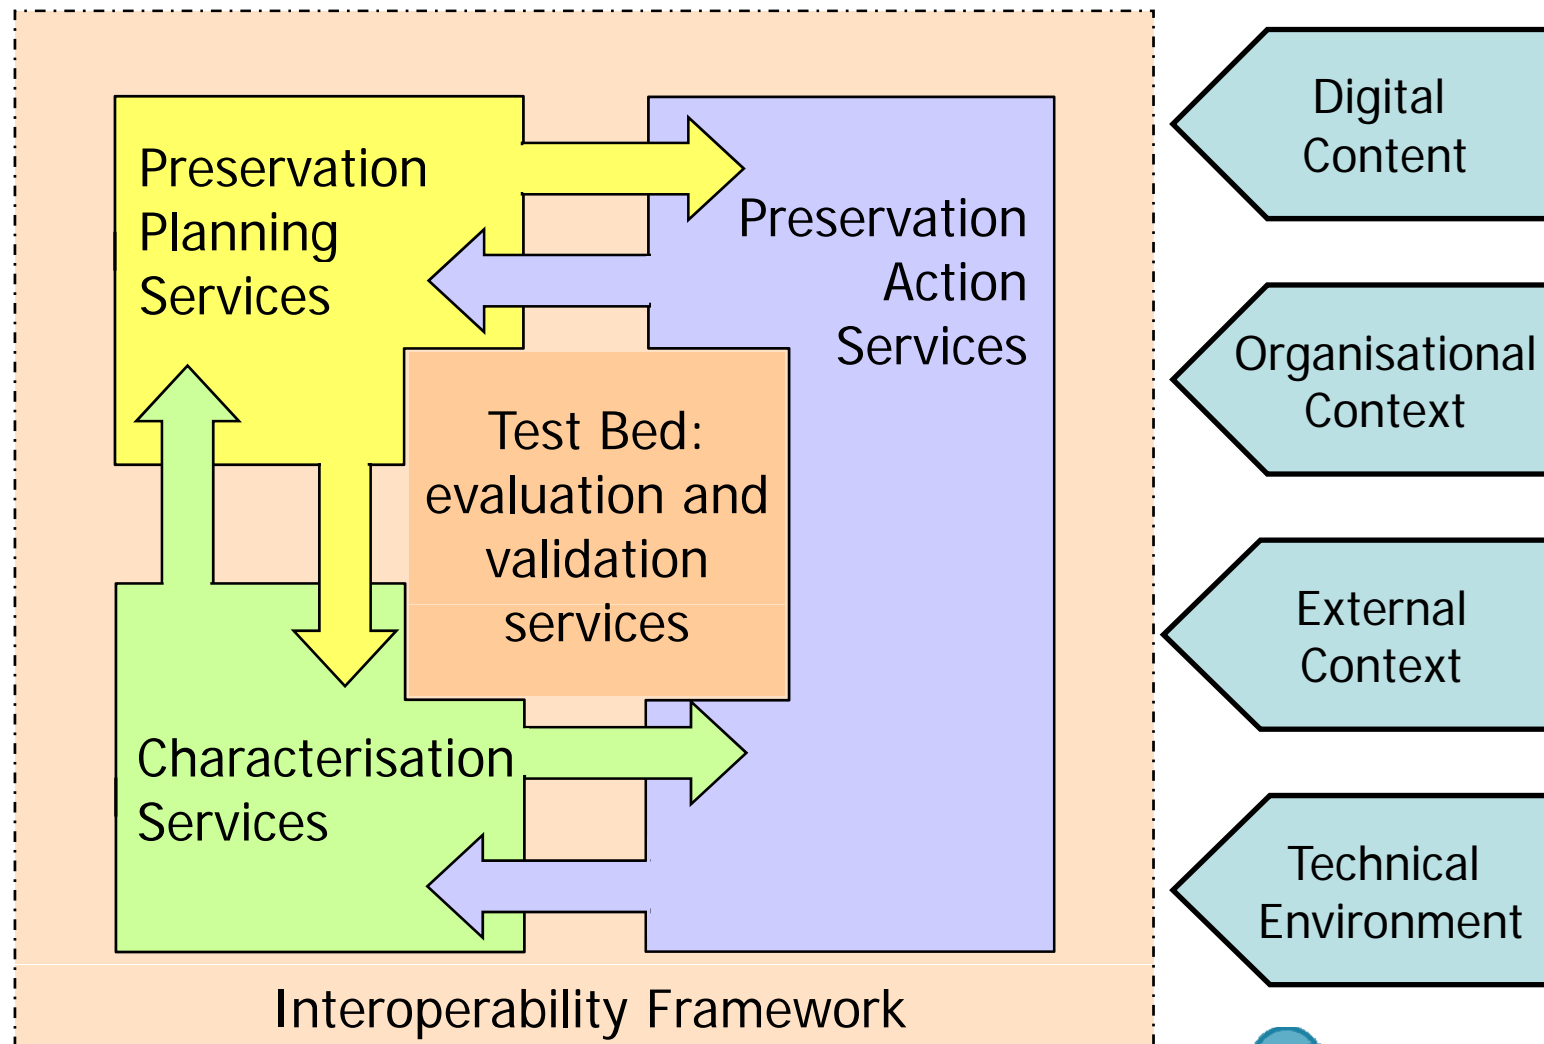 Preservation
Planning
Services
Preservation
Action
Services
Test Bed:
evaluation and
validation
services
Characterisation
Services
Interoperability Framework
Digital
Content
Organisational
Context
External
Context
Technical
Environment